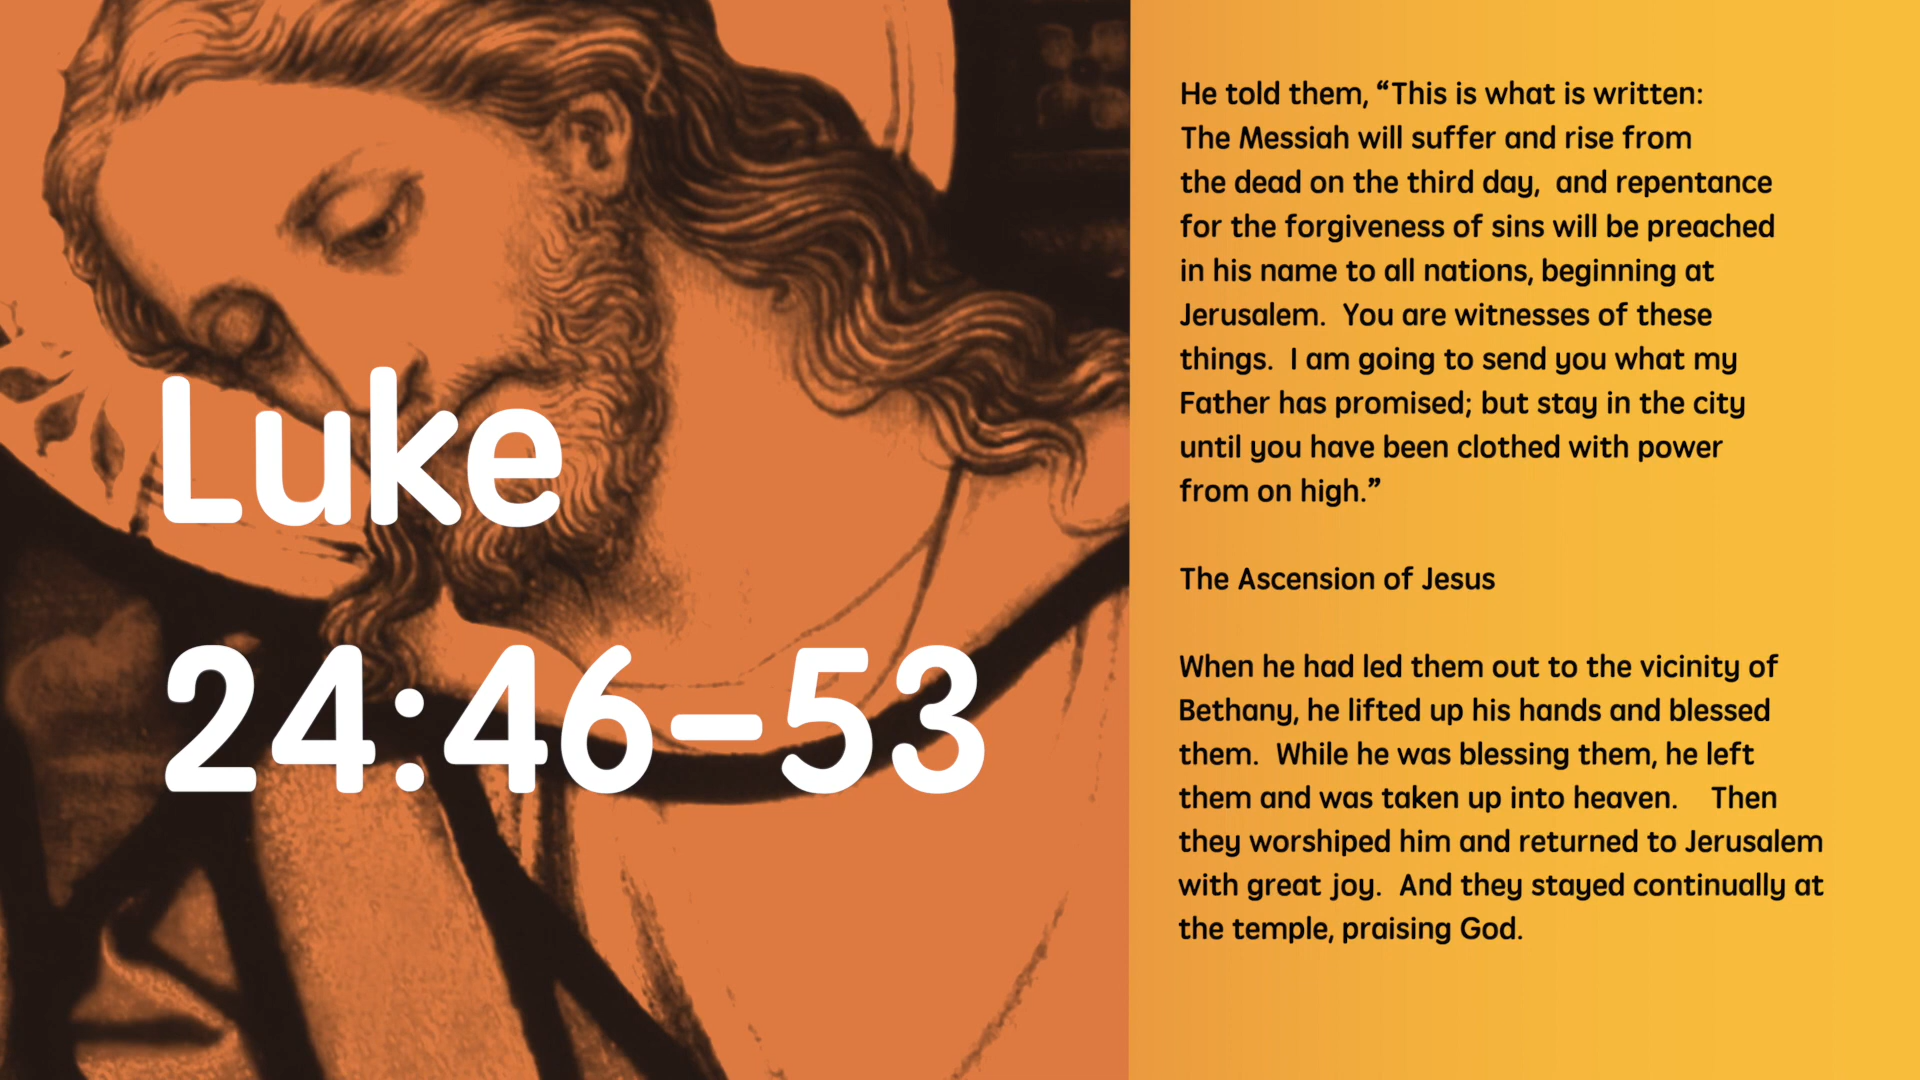 Luke
24:46–53
He told them, “This is what is written:
The Messiah will suffer and rise from
the dead on the third day,  and repentance
for the forgiveness of sins will be preached
in his name to all nations, beginning at
Jerusalem.  You are witnesses of these
things.  I am going to send you what my
Father has promised; but stay in the city
until you have been clothed with power
from on high.”
The Ascension of Jesus
When he had led them out to the vicinity of
Bethany, he lifted up his hands and blessed
them.  While he was blessing them, he left
them and was taken up into heaven.    Then
they worshiped him and returned to Jerusalem
with great joy.  And they stayed continually at
the temple, praising God.